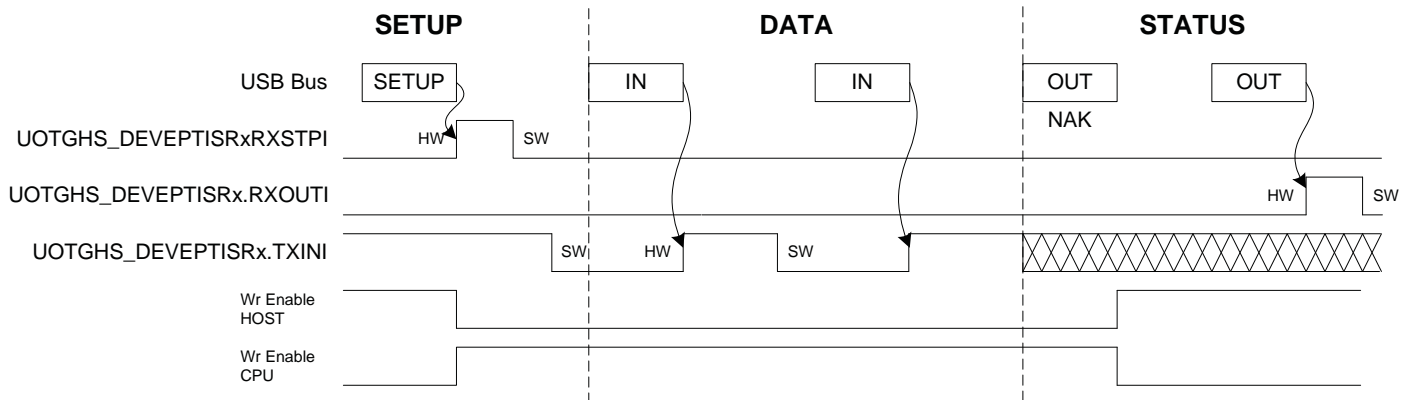 SETUP DATA STATUS
USB Bus SETUP IN IN OUT OUT
NAK
UOTGHS_DEVEPTISRxRXSTPI HW SW
UOTGHS_DEVEPTISRx.RXOUTI HW SW
UOTGHS_DEVEPTISRx.TXINI SW HW SW
Wr Enable
HOST
Wr Enable
CPU